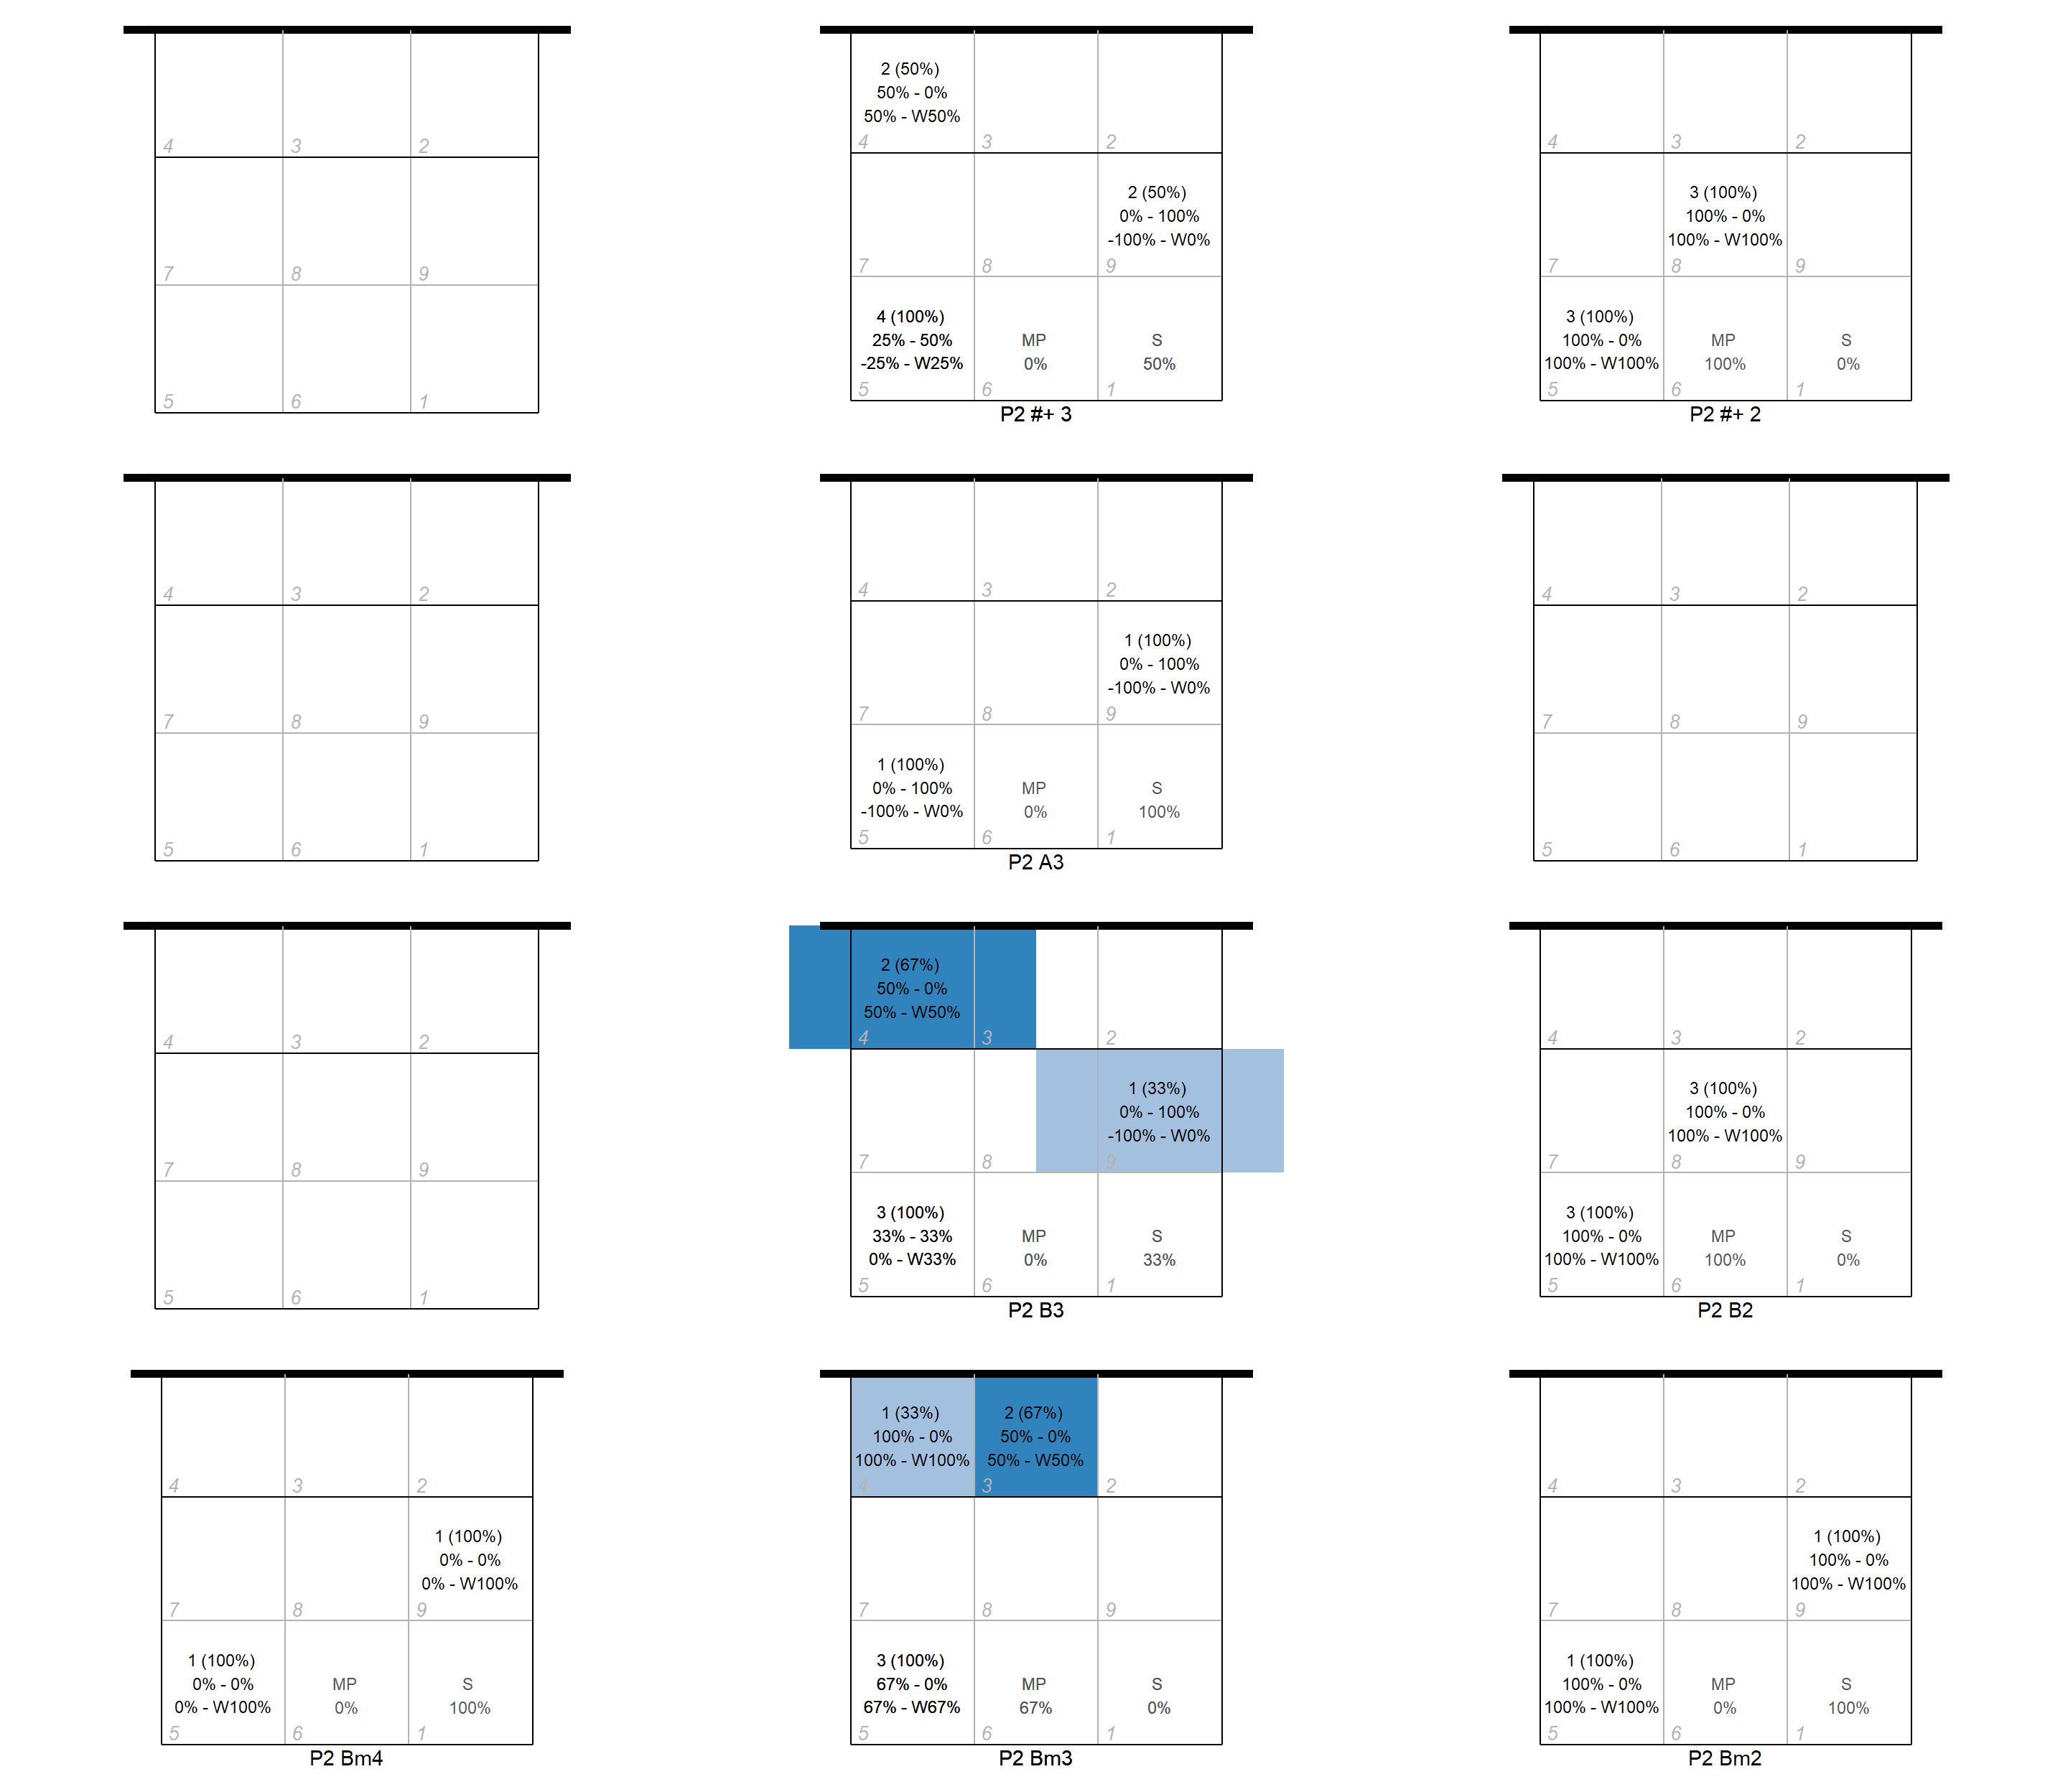 4 3 2
7 8 9
5 6 1
2 (50%)
50% - 0%
50% - W50%
4 3 2
2 (50%)
0% - 100%
-100% - W0%
7 8 9
4 (100%)
25% - 50%
-25% - W25%
MP
0%
S
50%
5 6 1
P2 #+ 3
4 3 2
3 (100%)
100% - 0%
100% - W100%
7 8 9
3 (100%)
100% - 0%
100% - W100%
MP
100%
S
0%
5 6 1
P2 #+ 2
4 3 2
7 8 9
5 6 1
4 3 2
1 (100%)
0% - 100%
-100% - W0%
7 8 9
1 (100%)
0% - 100%
-100% - W0%
MP
0%
S
100%
5 6 1
P2 A3
4 3 2
7 8 9
5 6 1
4 3 2
7 8 9
5 6 1
2 (67%)
50% - 0%
50% - W50%
4 3 2
1 (33%)
0% - 100%
-100% - W0%
7 8 9
3 (100%)
33% - 33%
0% - W33%
MP
0%
S
33%
5 6 1
P2 B3
4 3 2
3 (100%)
100% - 0%
100% - W100%
7 8 9
3 (100%)
100% - 0%
100% - W100%
MP
100%
S
0%
5 6 1
P2 B2
4 3 2
1 (100%)
0% - 0%
0% - W100%
7 8 9
1 (100%)
0% - 0%
0% - W100%
MP
0%
S
100%
5 6 1
P2 Bm4
1 (33%)
100% - 0%
100% - W100%
2 (67%)
50% - 0%
50% - W50%
4 3 2
7 8 9
3 (100%)
67% - 0%
67% - W67%
MP
67%
S
0%
5 6 1
P2 Bm3
4 3 2
1 (100%)
100% - 0%
100% - W100%
7 8 9
1 (100%)
100% - 0%
100% - W100%
MP
0%
S
100%
5 6 1
P2 Bm2